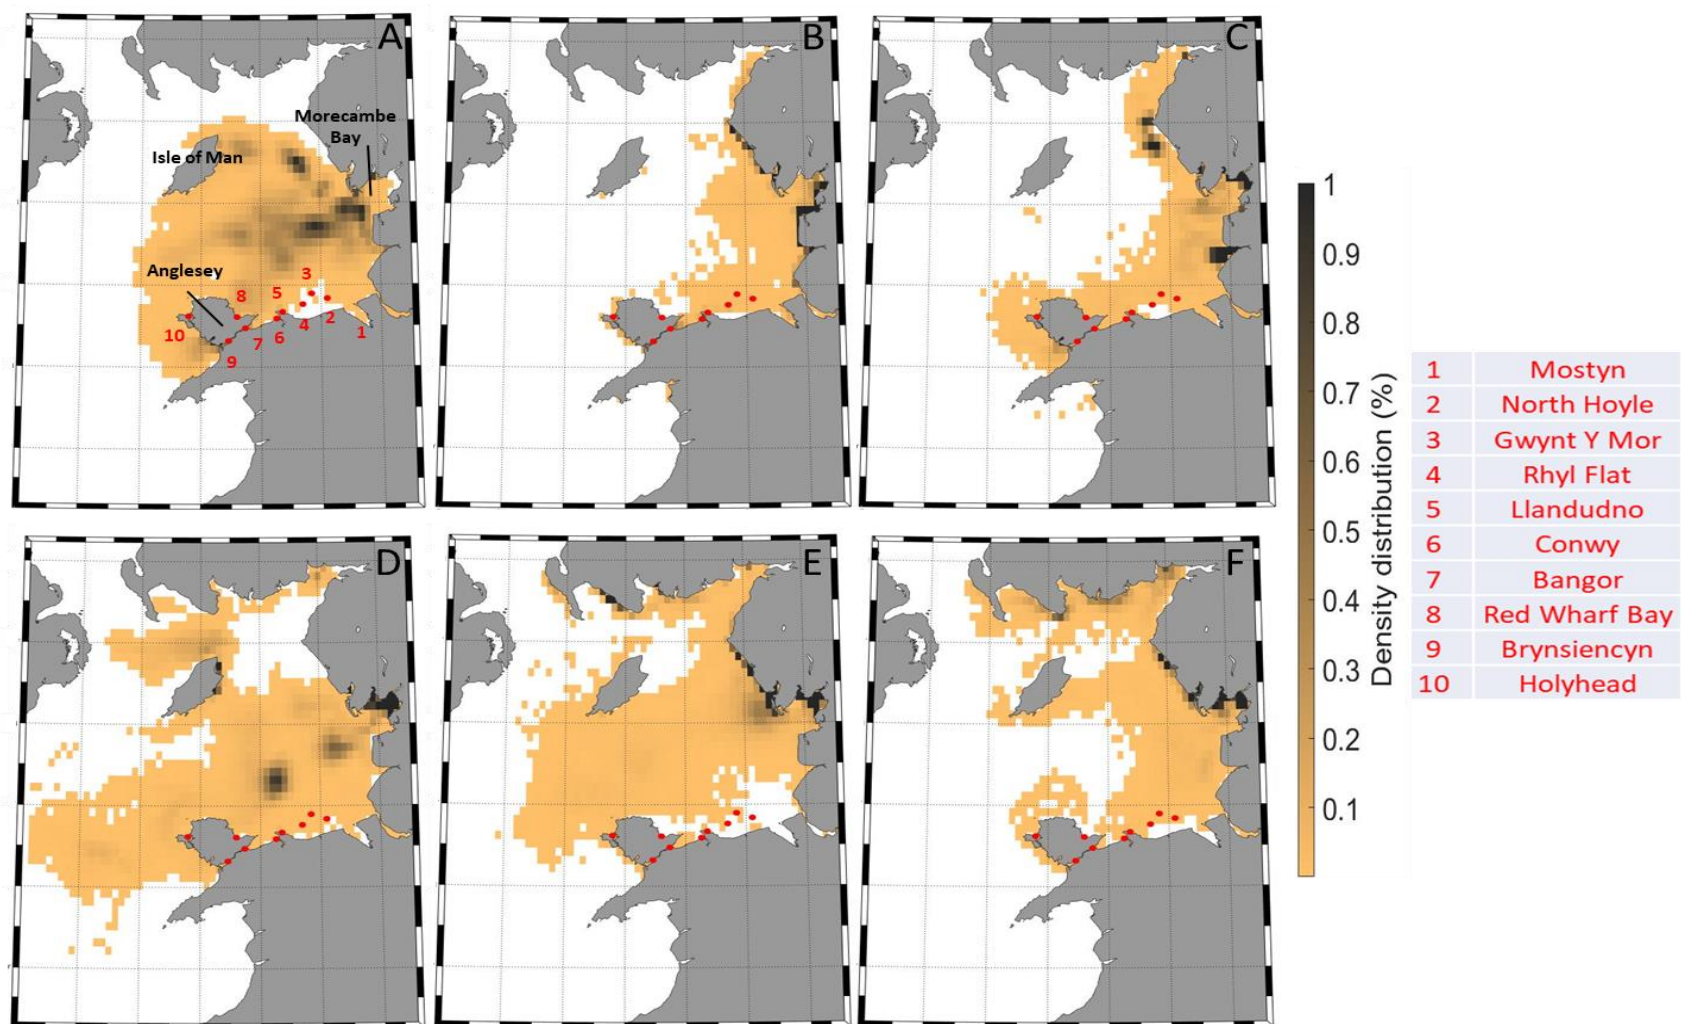 A
B
C
Morecambe
Bay
Isle of Man
Anglesey
3
8
5
2
4
10
7
6
1
9
D
E
F
1
0.9
0.8
0.7
0.6
0.5
0.4
0.3
0.2
0.1
Density distribution (%)
1 Mostyn
2 North Hoyle
3 Gwynt Y Mor
4 Rhyl Flat
5 Llandudno
6 Conwy
7 Bangor
8 Red Wharf Bay
9 Brynsiencyn
10 Holyhead